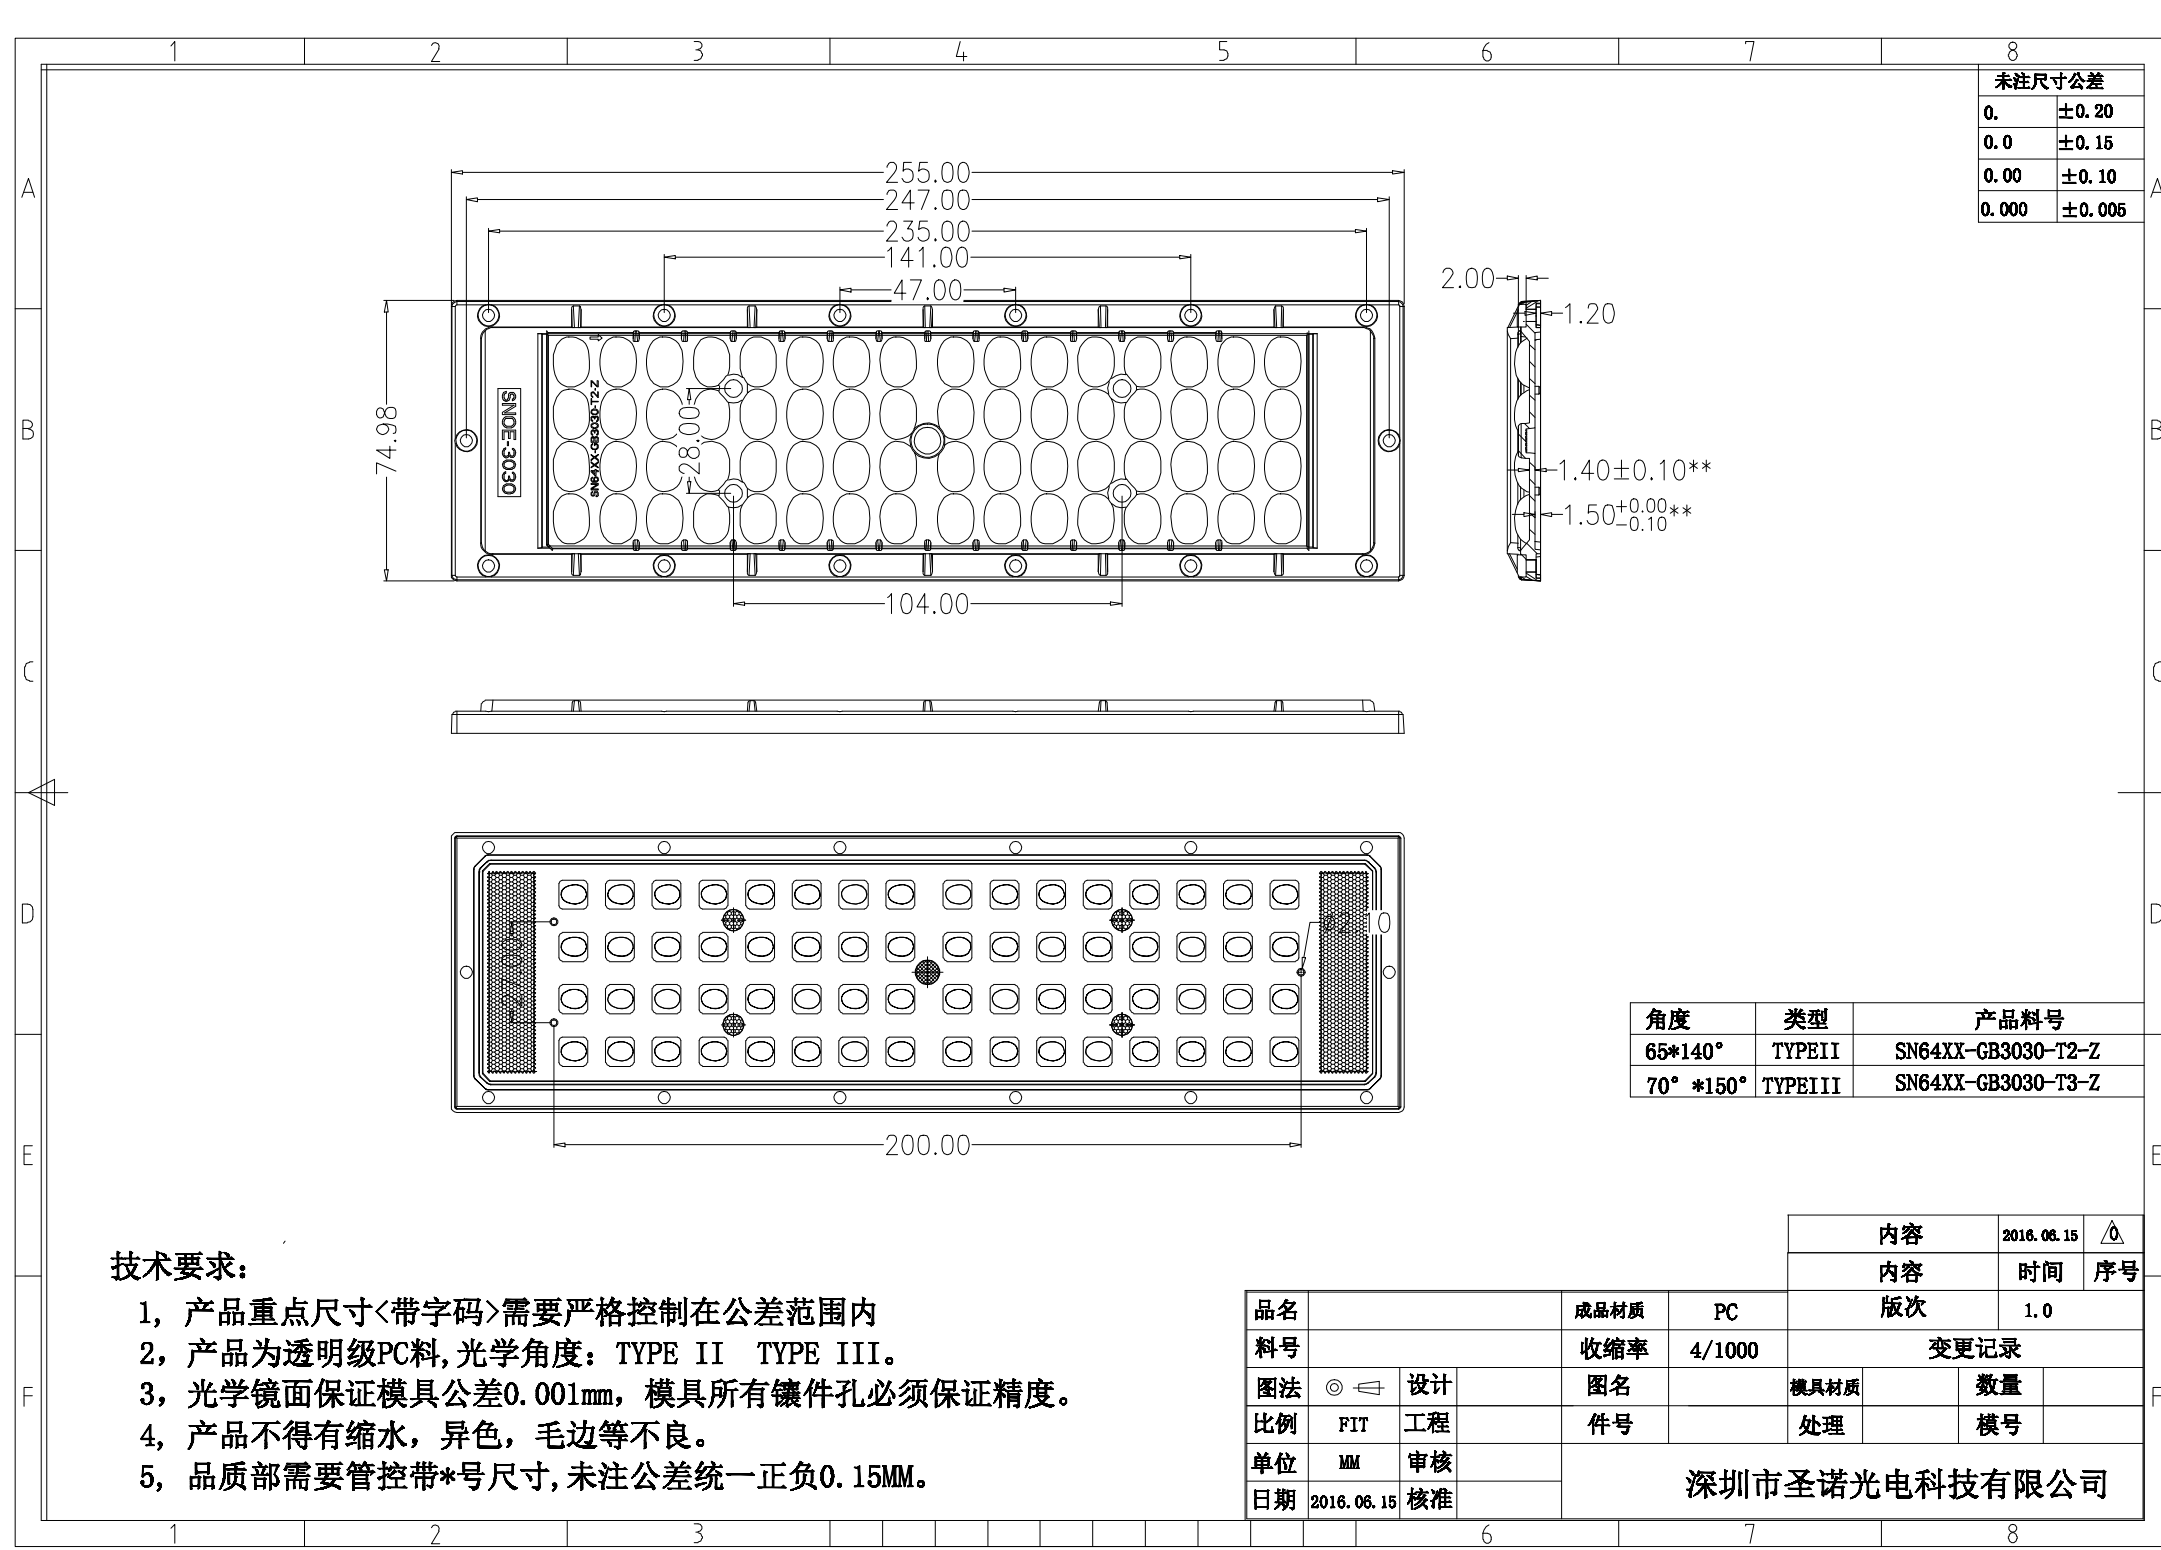 1 2 3 4 5 6 7 8
未注尺寸公差
0. ±0.20
0.0 ±0.15
0.00 ±0.10
0.000 ±0.005
A A
255.00
247.00
235.00
141.00
47.00
2.00
1.20
B B
74.98
SNOE-3030
SN64XX-GB3030-T2-Z
28.00
1.40±0.10**
1.50+0.00-0.10**
104.00
C C
D D
200.00
角度 类型 产品料号
65*140° TYPEII SN64XX-GB3030-T2-Z
70° *150° TYPEIII SN64XX-GB3030-T3-Z
E E
技术要求：
1, 产品重点尺寸<带字码>需要严格控制在公差范围内
2，产品为透明级PC料,光学角度：TYPE II TYPE III。
3，光学镜面保证模具公差0.001mm，模具所有镶件孔必须保证精度。
4, 产品不得有缩水，异色，毛边等不良。
5, 品质部需要管控带*号尺寸,未注公差统一正负0.15MM。
内容 2016.06.15 0
内容 时间 序号
版次 1.0
变更记录
品名 成品材质 PC
料号 收缩率 4/1000
图法 设计 图名 模具材质 数量
比例 FIT 工程 件号 处理 模号
单位 MM 审核
日期 2016.06.15 核准
深圳市圣诺光电科技有限公司
F F
1 2 3 6 7 8